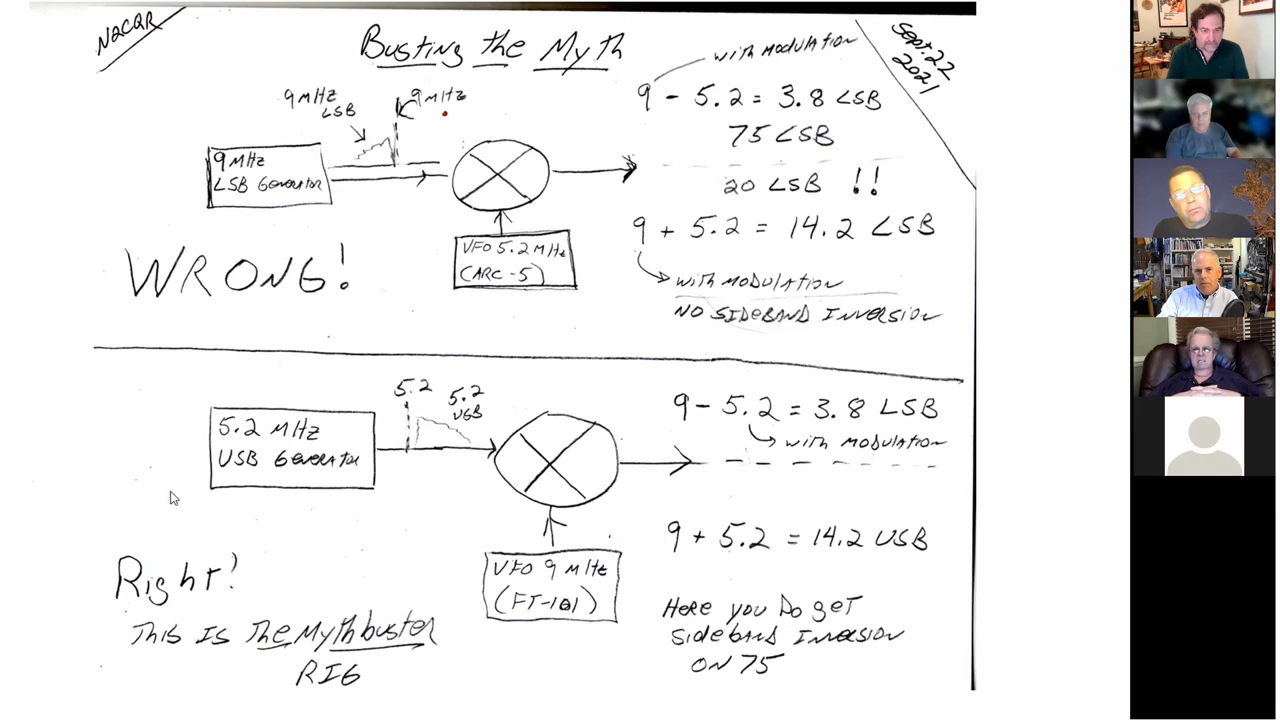 N2CQR
Busting the Myth
Sept. 22
2021
9 MHz
LSB
9 MHz
9 MHz
LSB Generator
VFO 5.2 MHz
(ARC-5)
WRONG!
with MODULATION
9 - 5.2 = 3.8 LSB
75 LSB
20 LSB !!
9 + 5.2 = 14.2 LSB
with MODULATION
NO SIDEBAND INVERSION
5.2
5.2
USB
5.2 MHz
USB Generator
VFO 9 MHz
(FT-101)
Right!
This Is The Mythbuster
RIG
9 - 5.2 = 3.8 LSB
with MODULATION
9 + 5.2 = 14.2 USB
Here you Do get
sideband Inversion
ON 75